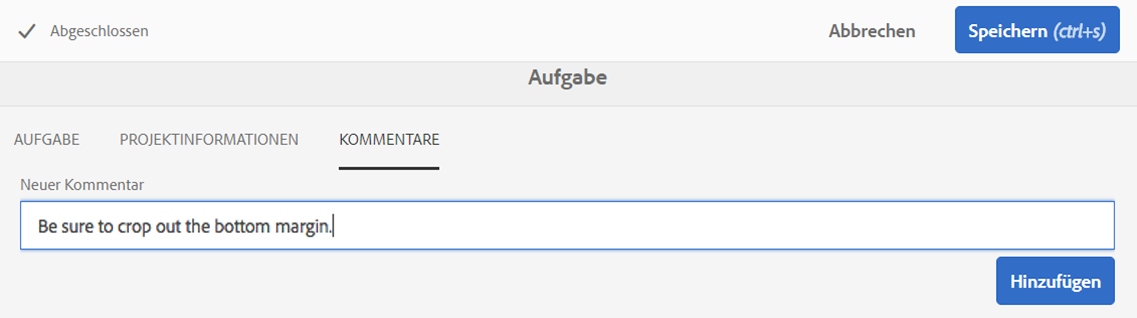 Abgeschlossen Abbrechen Speichern (ctrl+s)
Aufgabe
AUFGABE PROJEKTINFORMATIONEN KOMMENTARE
Neuer Kommentar
Be sure to crop out the bottom margin.
Hinzufügen